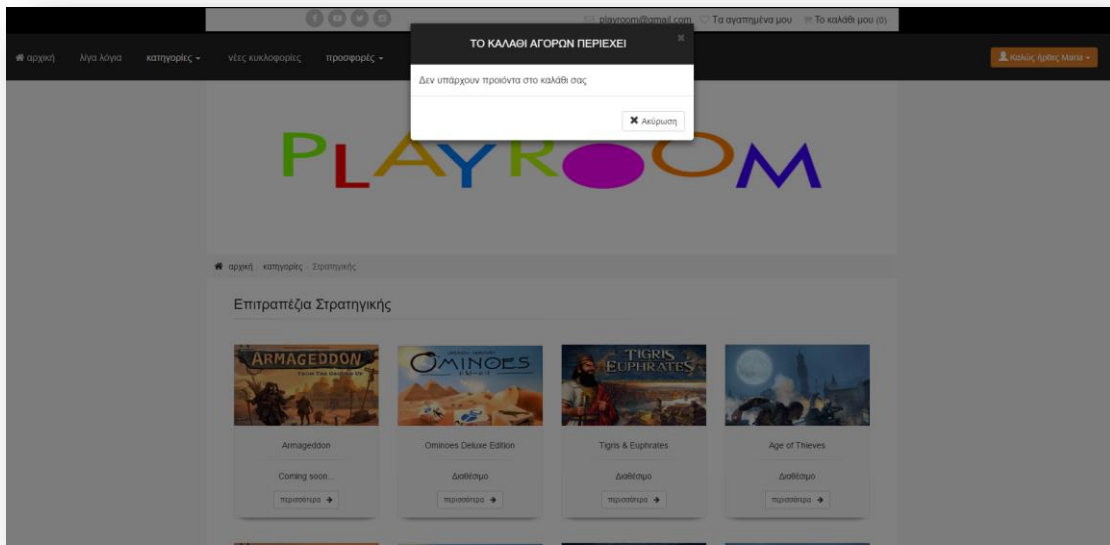 playroom@gmail.com Τα αγαπημένα μου Το καλάθι μου (0)
ΤΟ ΚΑΛΑΘΙ ΑΓΟΡΩΝ ΠΕΡΙΕΧΕΙ
αρχική λίγα λόγια κατηγορίες νέες κυκλοφορίες προσφορές
Καλώς ήρθες Maria
Δεν υπάρχουν προιόντα στο καλάθι σας
Ακύρωση
PLAYROOM
αρχική κατηγορίες Στρατηγικής
Επιτραπέζια Στρατηγικής
ARMAGEDDON
OMINOES
TIGRIS
EUPHRATES
Armageddon Ominoes Deluxe Edition Tigris & Euphrates Age of Thieves
Coming soon... Διαθέσιμο Διαθέσιμο Διαθέσιμο
περισσότερα περισσότερα περισσότερα περισσότερα